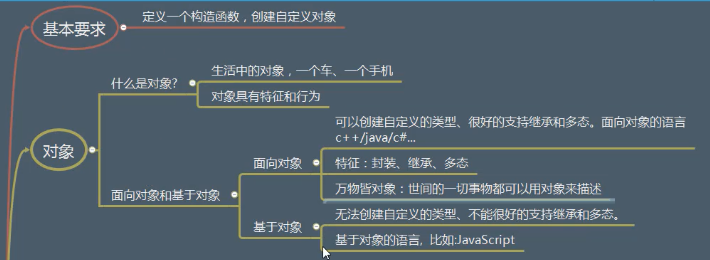 基本要求
定义一个构造函数，创建自定义对象
对象
什么是对象?
生活中的对象，一个车、一个手机
对象具有特征和行为
面向对象和基于对象
面向对象
可以创建自定义的类型、很好的支持继承和多态。面向对象的语言
c++/java/c#...
特征：封装、继承、多态
万物皆对象：世间的一切事物都可以用对象来描述
基于对象
无法创建自定义的类型、不能很好的支持继承和多态。
基于对象的语言, 比如:JavaScript